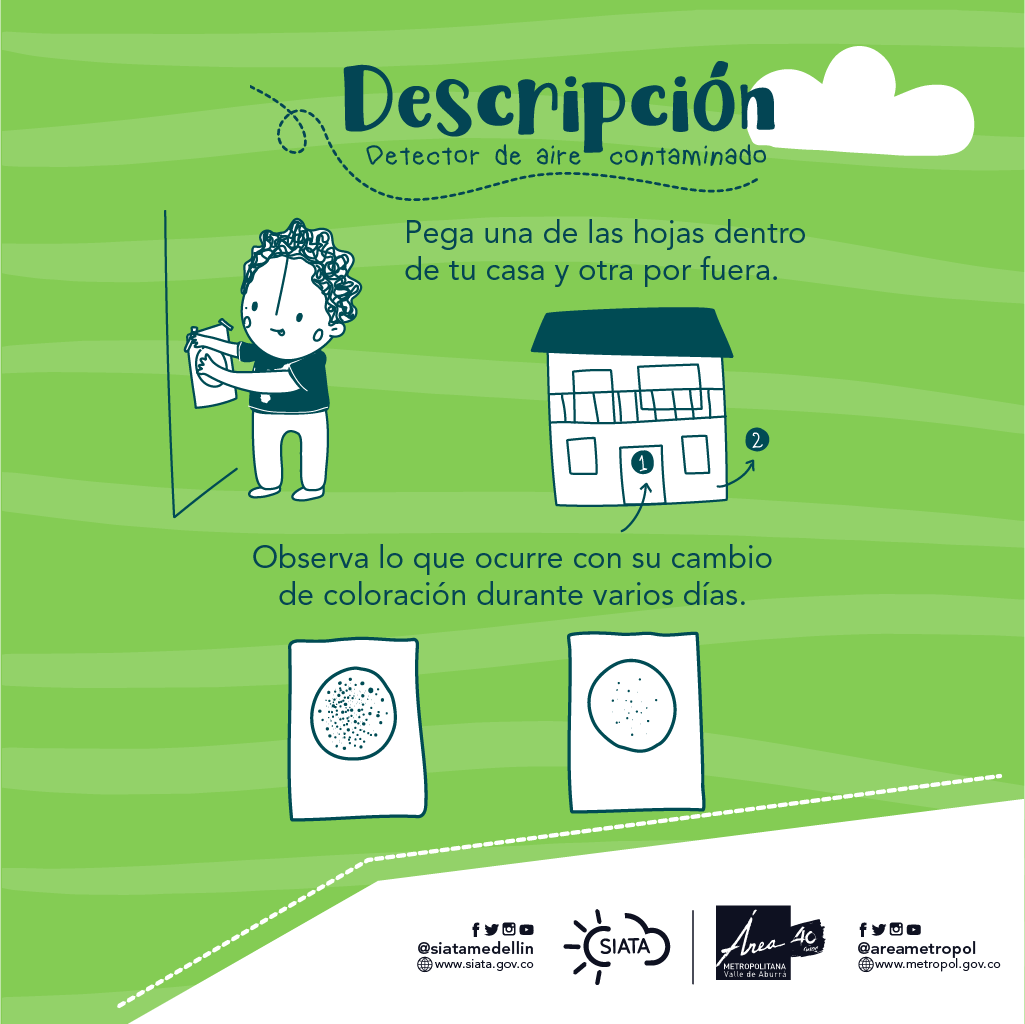 Descripción
Detector de aire contaminado
Pega una de las hojas dentro
de tu casa y otra por fuera.
1
2
Observa lo que ocurre con su cambio
de coloración durante varios días.
@siatamedellin
www.siata.gov.co
SIATA
Área
METROPOLITANA
Valle de Aburrá
40
@areametropol
www.metropol.gov.co